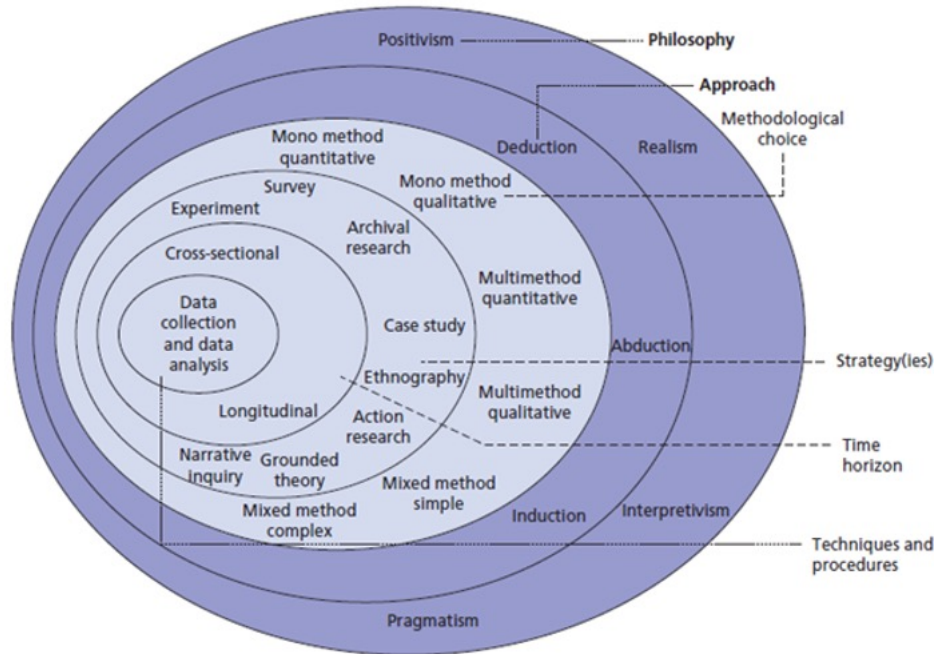 Positivism
Philosophy
Approach
Methodological
choice
Mono method
quantitative
Deduction
Realism
Survey
Mono method
qualitative
Experiment
Archival
research
Cross-sectional
Multimethod
quantitative
Data
collection
and data
analysis
Case study
Abduction
Strategy(ies)
Ethnography
Multimethod
qualitative
Longitudinal
Action
research
Time
horizon
Narrative
inquiry
Grounded
theory
Mixed method
simple
Mixed method
complex
Induction
Interpretivism
Techniques and
procedures
Pragmatism